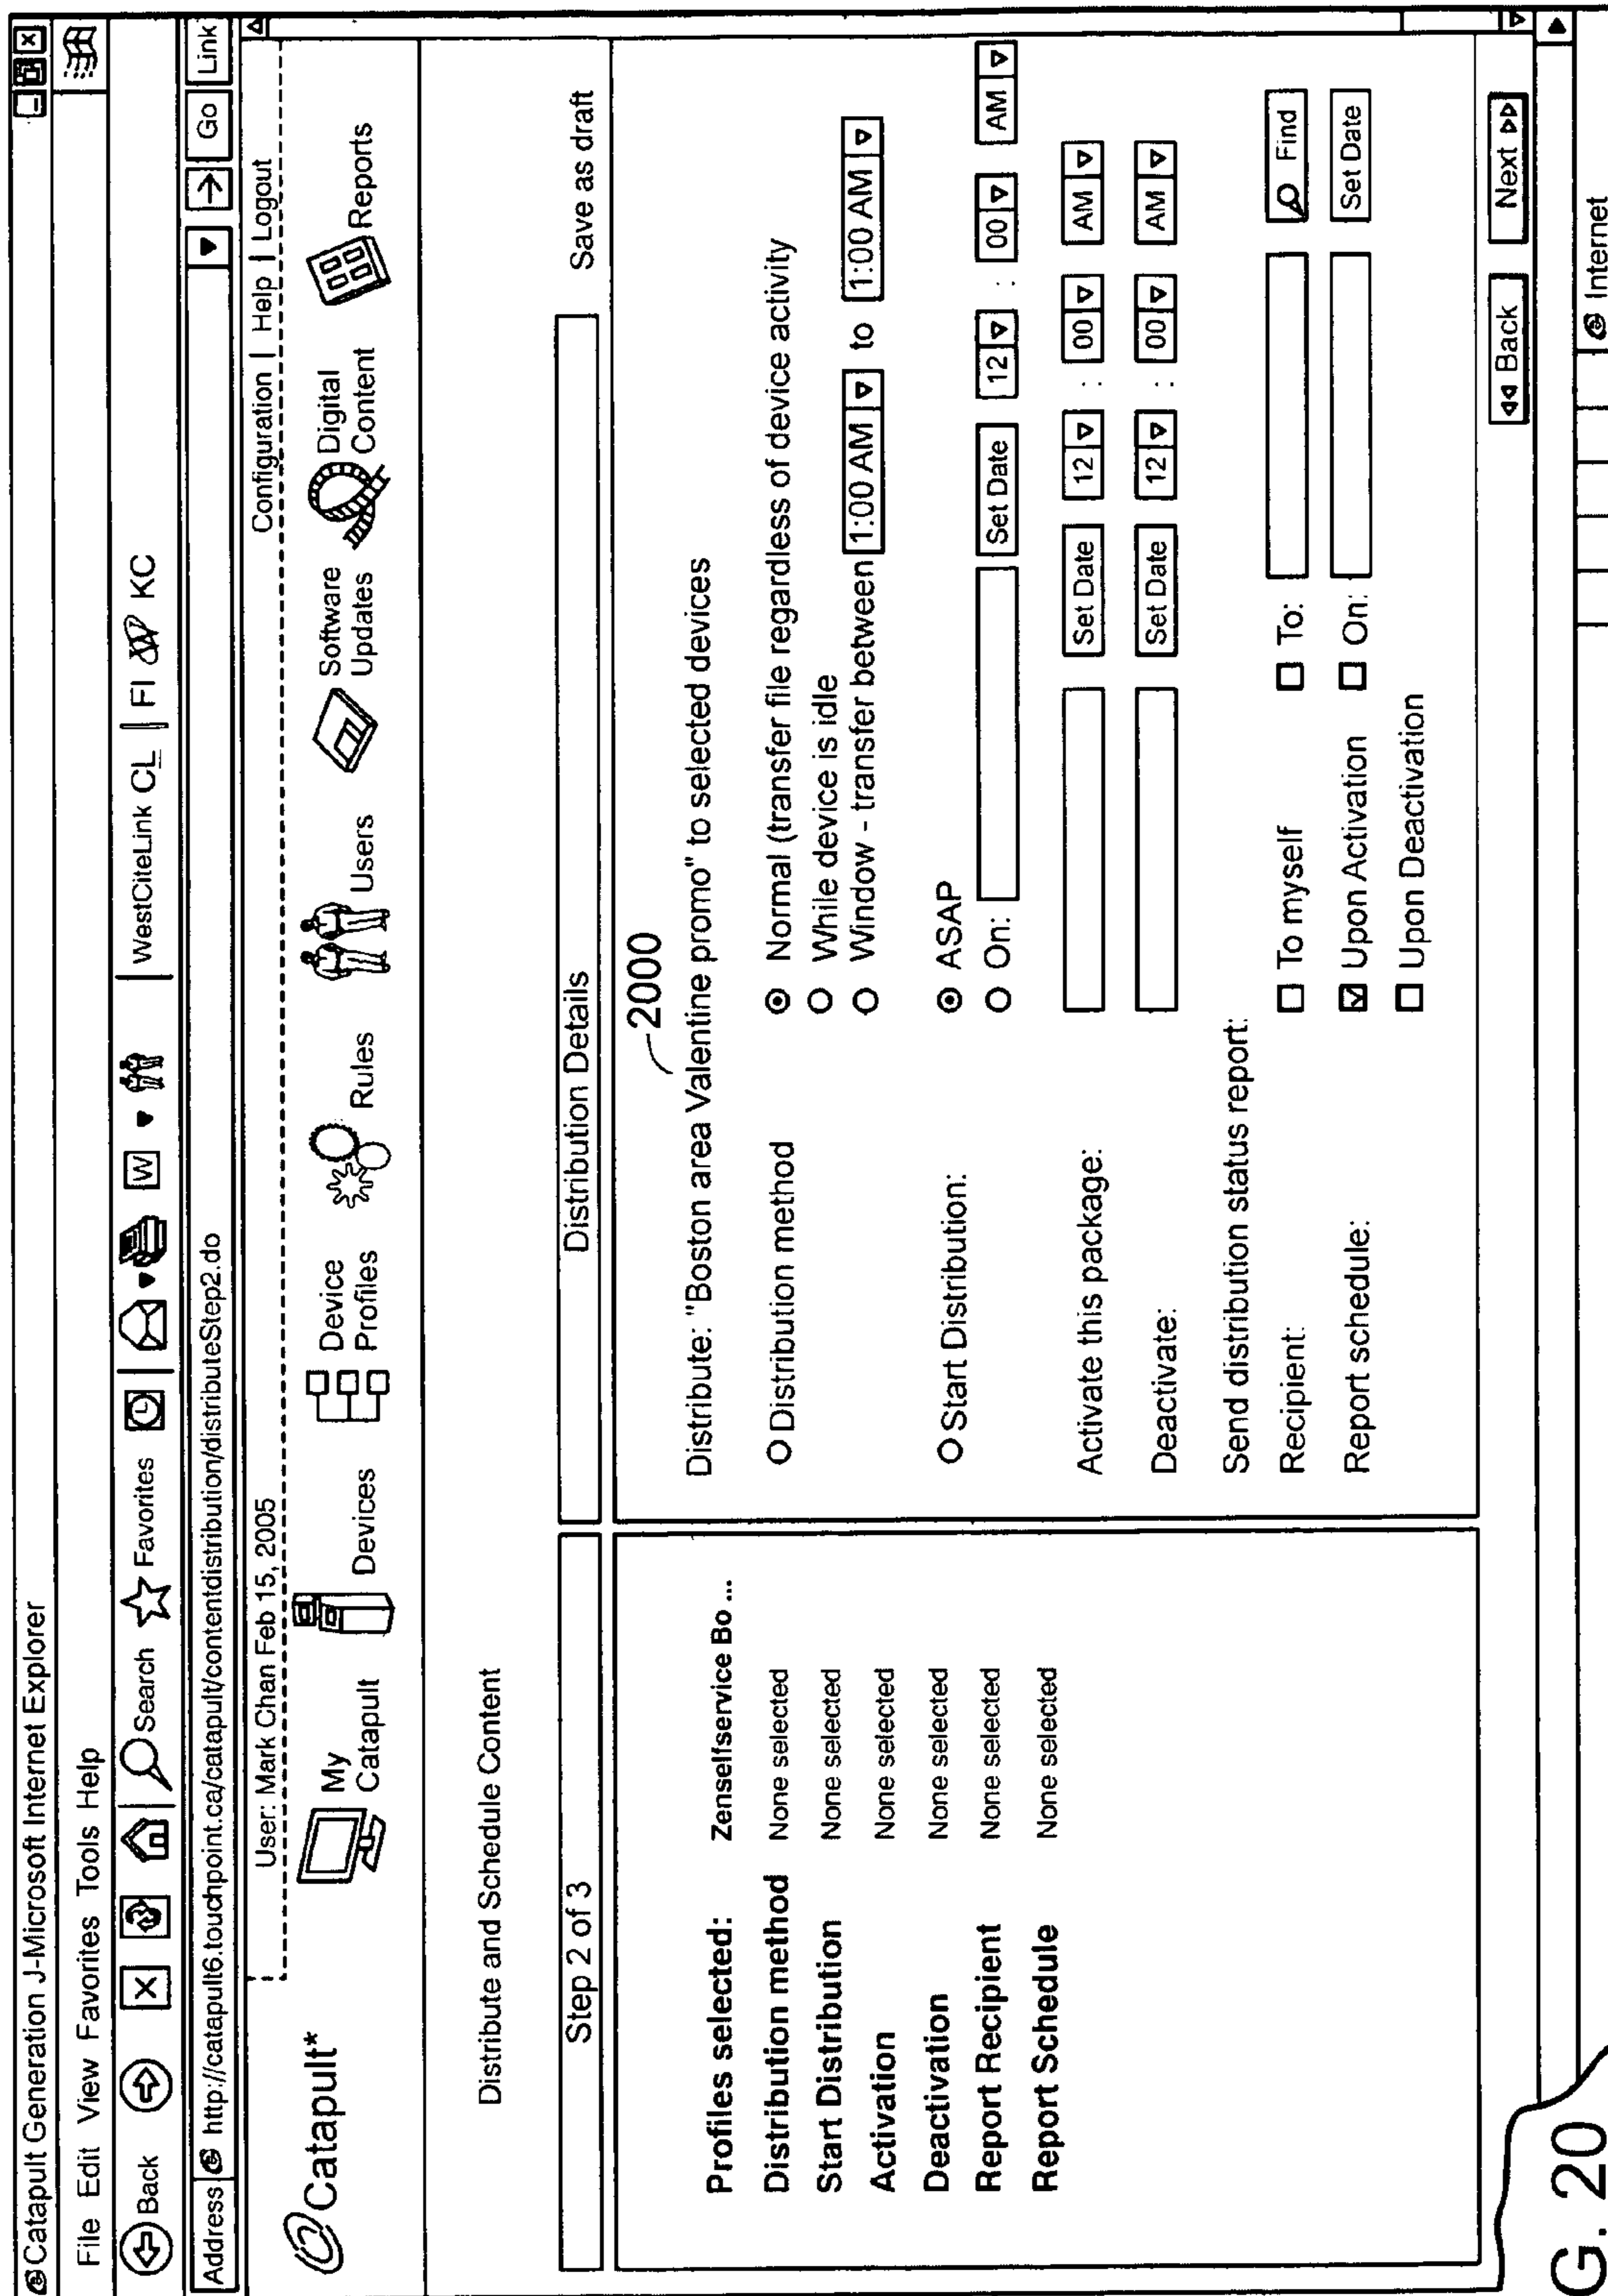 Catapult Generation J-Microsoft Internet Explorer
File Edit View Favorites Tools Help
Back Search Favorites W WestCiteLink CL FI KC
Address http://catapult6.touchpoint.ca/catapult/contentdistribution/distributeStep2.do Go Link
User: Mark Chan Feb 15, 2005 Configuration | Help | Logout
Catapult*
My Catapult
Devices
Device Profiles
Rules
Users
Software Updates
Digital Content
Reports
Distribute and Schedule Content
Step 2 of 3
Profiles selected: Zenselfservice Bo ...
Distribution method None selected
Start Distribution None selected
Activation None selected
Deactivation None selected
Report Recipient None selected
Report Schedule None selected
Distribution Details Save as draft
2000
Distribute: "Boston area Valentine promo" to selected devices
Distribution method Normal (transfer file regardless of device activity
While device is idle
Window - transfer between 1:00 AM to 1:00 AM
Start Distribution: ASAP
On: Set Date 12 : 00 AM
Activate this package: Set Date 12 : 00 AM
Deactivate: Set Date 12 : 00 AM
Send distribution status report:
Recipient: To myself To: Find
Report schedule: Upon Activation On: Set Date
Upon Deactivation
Back Next
Internet
G. 20